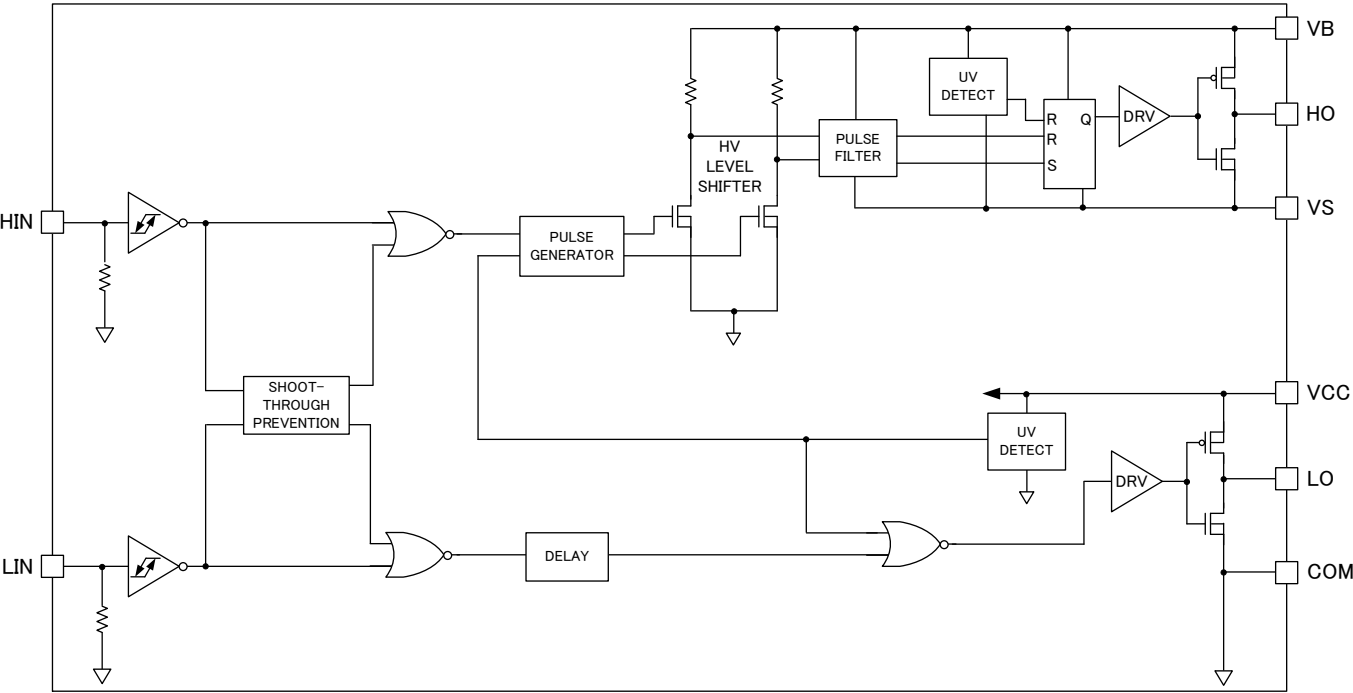 VB
UV
DETECT
R
Q
DRV
HO
PULSE
FILTER
R
HV
LEVEL
SHIFTER
S
VS
HIN
PULSE
GENERATOR
SHOOT-
THROUGH
PREVENTION
VCC
UV
DETECT
DRV
LO
LIN
DELAY
COM